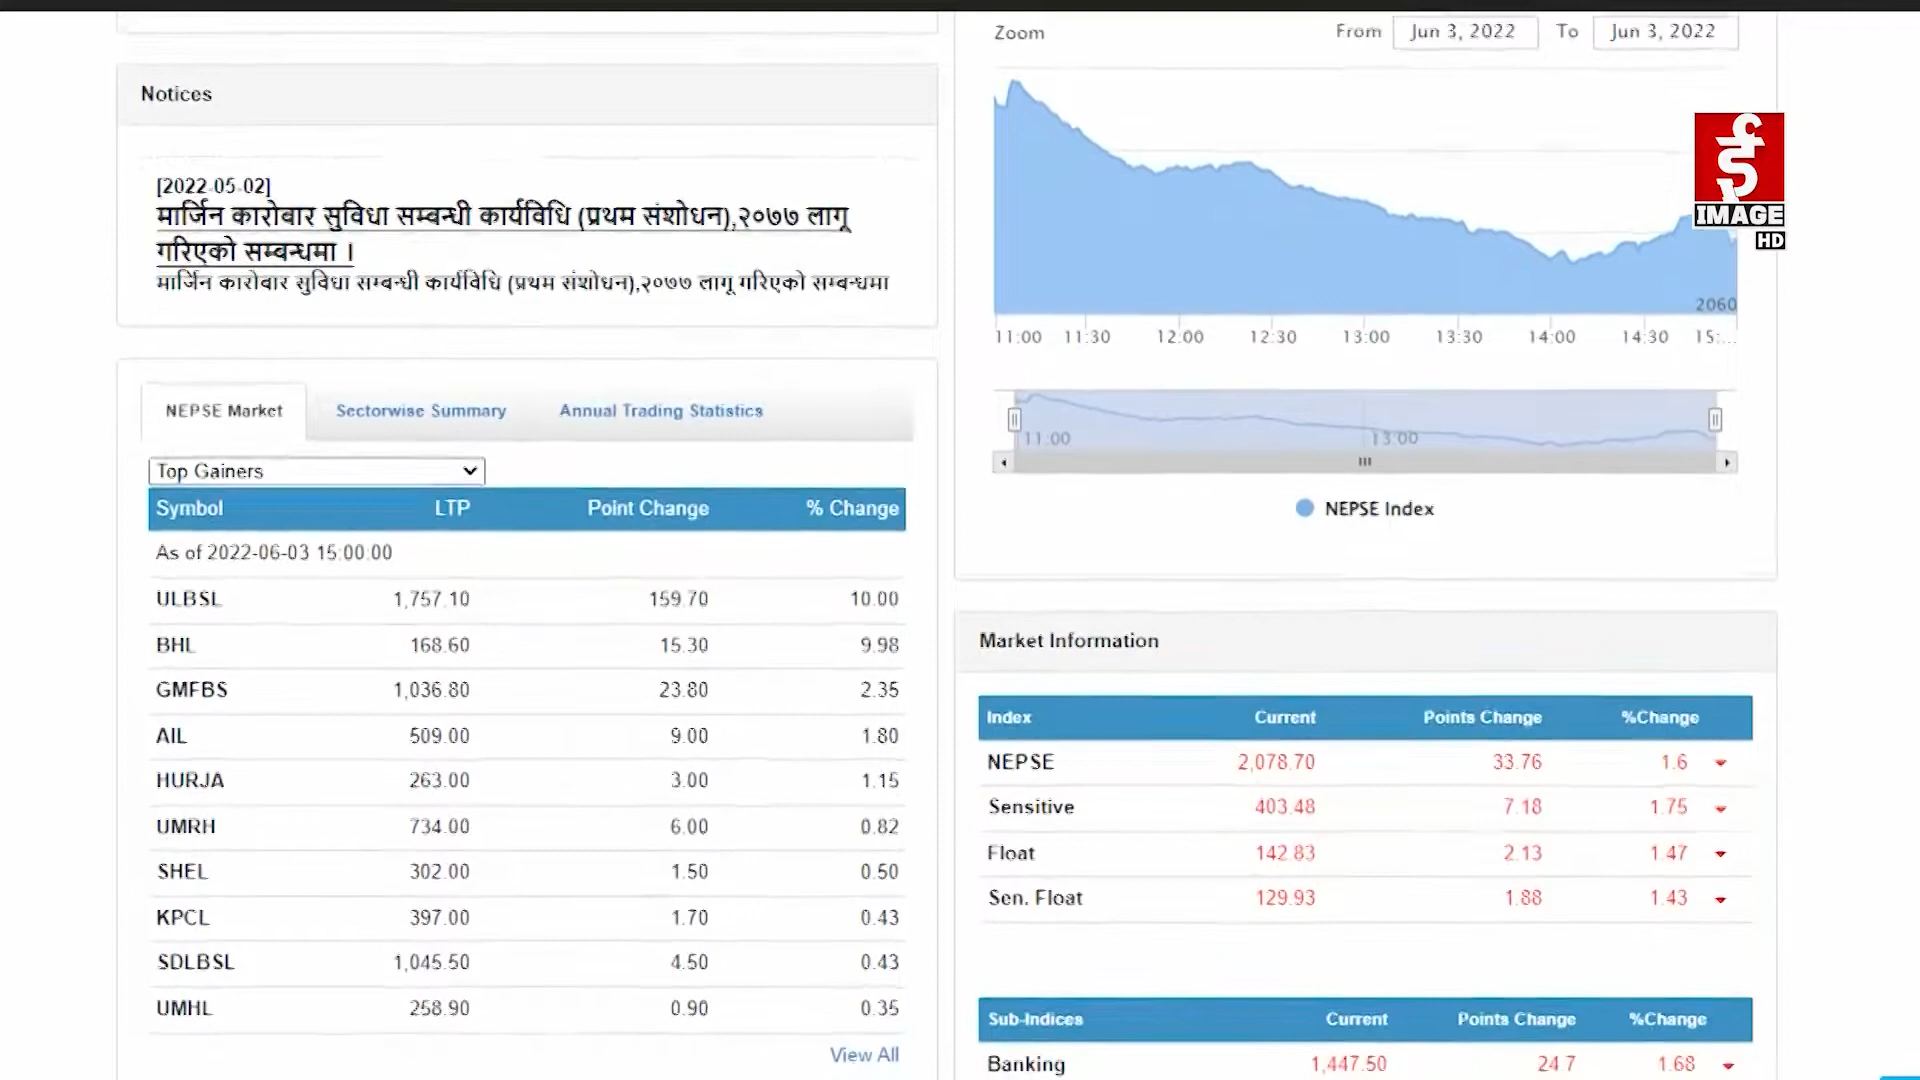 Notices
[2022-05-02]
मार्जिन कारोबार सुविधा सम्बन्धी कार्यविधि (प्रथम संशोधन),२०७७ लागू
गरिएको सम्बन्धमा ।
मार्जिन कारोबार सुविधा सम्बन्धी कार्यविधि (प्रथम संशोधन),२०७७ लागू गरिएको सम्बन्धमा
NEPSE Market Sectorwise Summary Annual Trading Statistics
Top Gainers
Symbol LTP Point Change % Change
As of 2022-06-03 15:00:00
ULBSL 1,757.10 159.70 10.00
BHL 168.60 15.30 9.98
GMFBS 1,036.80 23.80 2.35
AIL 509.00 9.00 1.80
HURJA 263.00 3.00 1.15
UMRH 734.00 6.00 0.82
SHEL 302.00 1.50 0.50
KPCL 397.00 1.70 0.43
SDLBSL 1,045.50 4.50 0.43
UMHL 258.90 0.90 0.35
View All
Zoom From Jun 3, 2022 To Jun 3, 2022
2060
11:00 11:30 12:00 12:30 13:00 13:30 14:00 14:30 15:...
11:00 13:00
NEPSE Index
IMAGE
HD
Market Information
Index Current Points Change %Change
NEPSE 2,078.70 33.76 1.6
Sensitive 403.48 7.18 1.75
Float 142.83 2.13 1.47
Sen. Float 129.93 1.88 1.43
Sub-Indices Current Points Change %Change
Banking 1,447.50 24.7 1.68